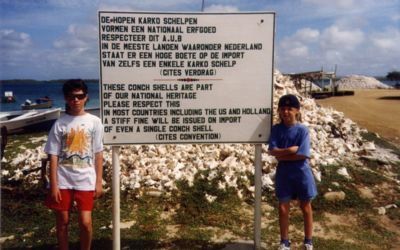 DE HOPEN KARKO SCHELPEN
VORMEN EEN NATIONAAL ERFGOED
RESPECTEER DIT A.U.B
IN DE MEESTE LANDEN WAARONDER NEDERLAND
STAAT ER EEN HOGE BOETE OP DE IMPORT
VAN ZELFS EEN ENKELE KARKO SCHELP
(CITES VERDRAG)
THESE CONCH SHELLS ARE PART
OF OUR NATIONAL HERITAGE
PLEASE RESPECT THIS
IN MOST COUNTRIES INCLUDING THE US AND HOLLAND
A STIFF FINE WILL BE ISSUED ON IMPORT
OF EVEN A SINGLE CONCH SHELL
(CITES CONVENTION)